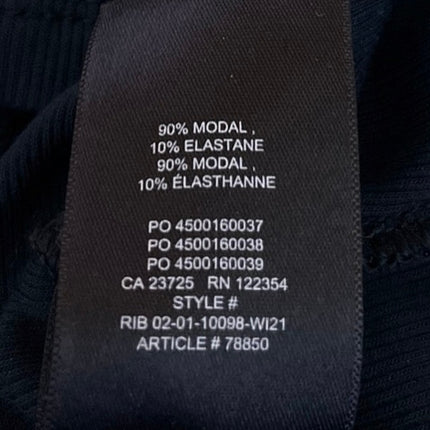 90% MODAL ,
10% ELASTANE
90% MODAL ,
10% ÉLASTHANNE
PO 4500160037
PO 4500160038
PO 4500160039
CA 23725 RN 122354
STYLE #
RIB 02-01-10098-WI21
ARTICLE # 78850